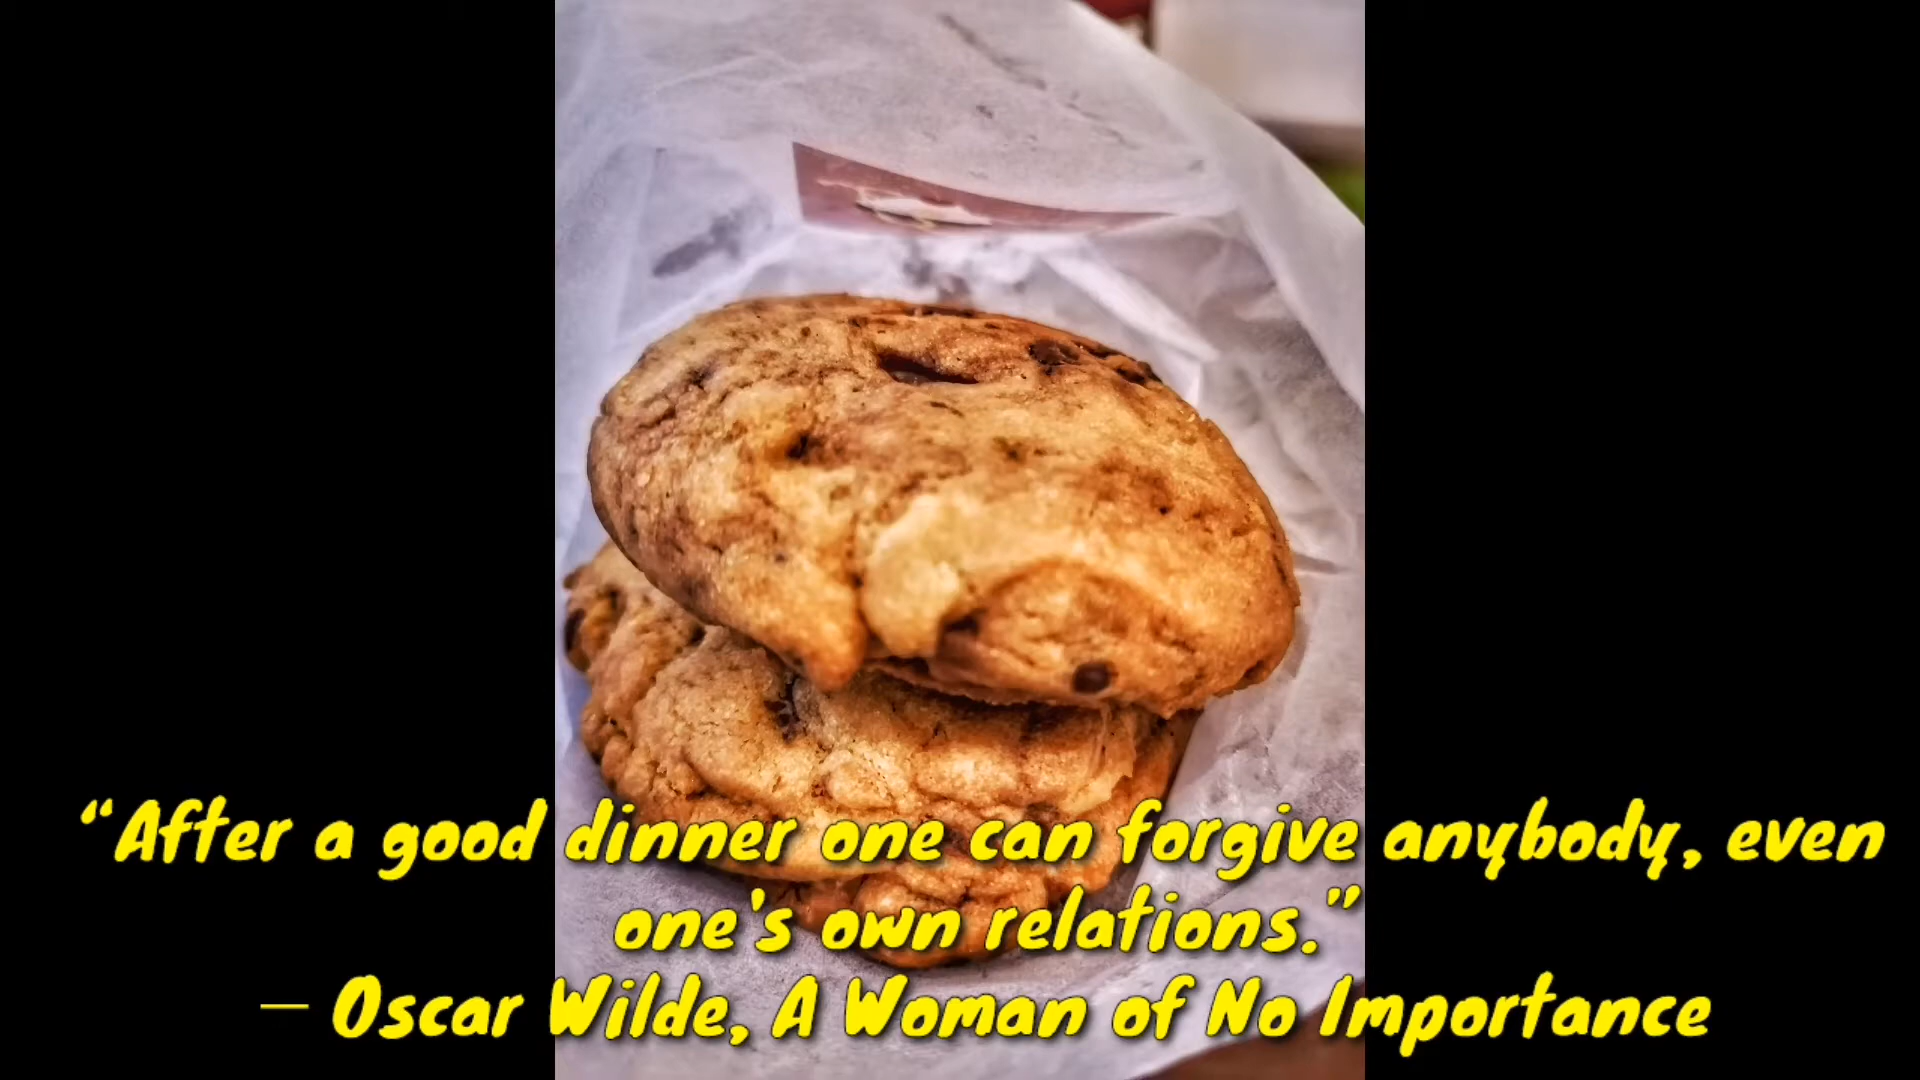 “After a good dinner one can forgive anybody, even
one's own relations.”
― Oscar Wilde, A Woman of No Importance